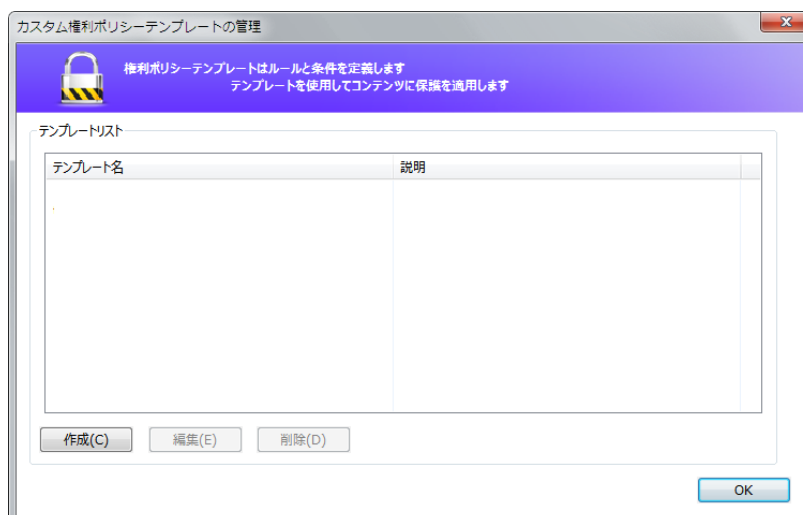 カスタム権利ポリシーテンプレートの管理
権利ポリシーテンプレートはルールと条件を定義します
テンプレートを使用してコンテンツに保護を適用します
テンプレートリスト
テンプレート名 説明
作成(C) 編集(E) 削除(D)
OK